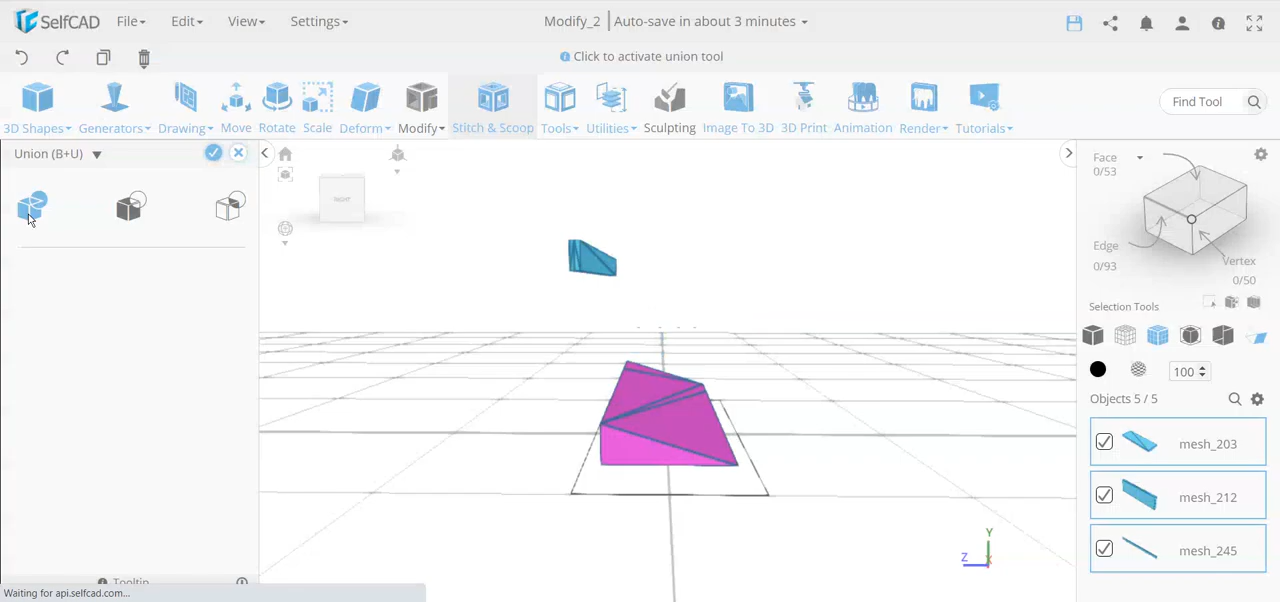 SelfCAD File Edit View Settings Modify_2 Auto-save in about 3 minutes
Click to activate union tool
3D Shapes Generators Drawing Move Rotate Scale Deform Modify Stitch & Scoop Tools Utilities Sculpting Image To 3D 3D Print Animation Render Tutorials Find Tool
Union (B+U)
RIGHT
Face
0/53
Edge
0/93
Vertex
0/50
Selection Tools
100
Objects 5 / 5
mesh_203
mesh_212
mesh_245
Y
Z
Tooltip
Waiting for api.selfcad.com...